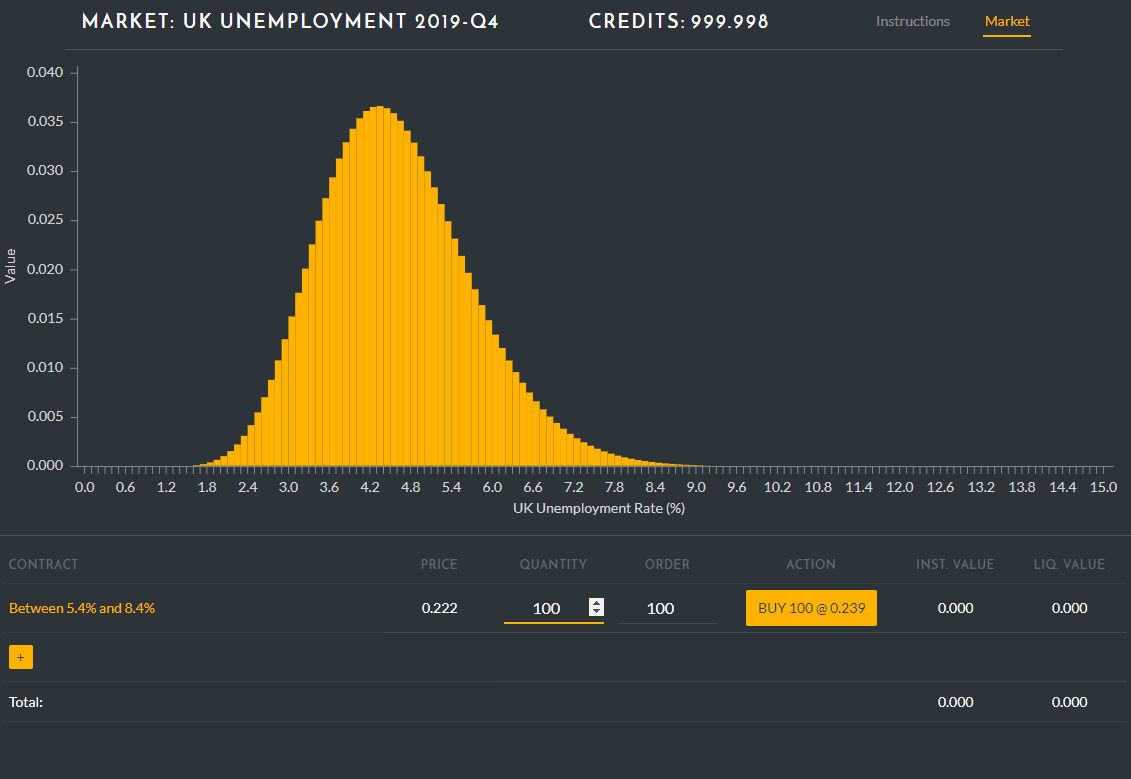 MARKET: UK UNEMPLOYMENT 2019-Q4 CREDITS: 999.998 Instructions Market
0.040
0.035
0.030
0.025
0.020
0.015
0.010
0.005
0.000
Value
0.0 0.6 1.2 1.8 2.4 3.0 3.6 4.2 4.8 5.4 6.0 6.6 7.2 7.8 8.4 9.0 9.6 10.2 10.8 11.4 12.0 12.6 13.2 13.8 14.4 15.0
UK Unemployment Rate (%)
CONTRACT PRICE QUANTITY ORDER ACTION INST. VALUE LIQ. VALUE
Between 5.4% and 8.4% 0.222 100 100 BUY 100 @ 0.239 0.000 0.000
+
Total: 0.000 0.000